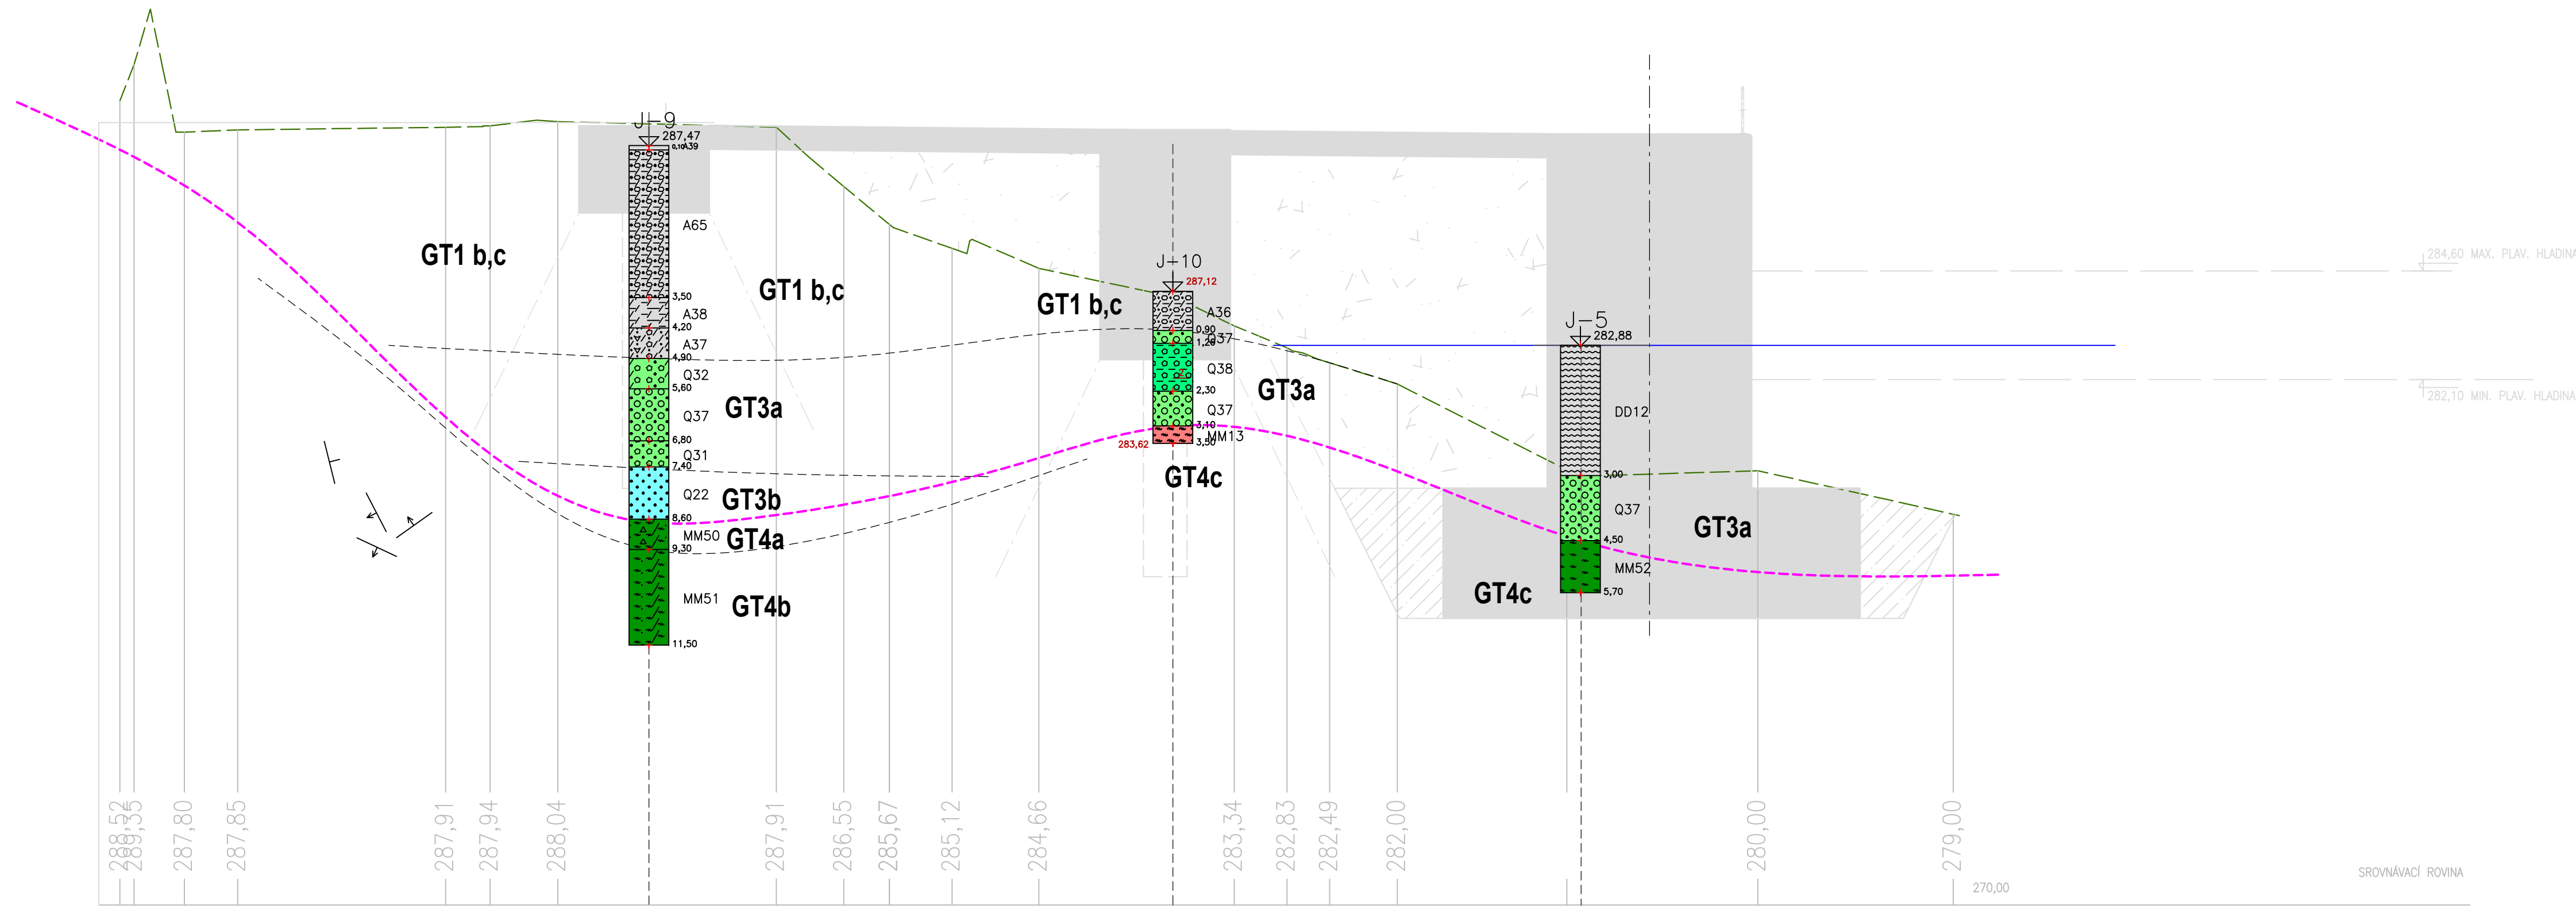 J-9
287,47
0,10
A39
A65
3,50
A38
4,20
A37
4,90
Q32
5,60
Q37
6,80
Q31
7,40
Q22
8,60
MM50
9,30
MM51
11,50
GT1 b,c
GT1 b,c
GT1 b,c
GT3a
GT3b
GT4a
GT4b
J-10
287,12
A36
0,90
Q37
1,20
Q38
2,30
Q37
3,10
MM13
3,50
283,62
GT4c
GT3a
J-5
282,88
DD12
3,00
Q37
4,50
MM52
5,70
GT3a
GT4c
284,60 MAX. PLAV. HLADINA
282,10 MIN. PLAV. HLADINA
288,52
289,35
287,80
287,85
287,91
287,94
288,04
287,91
286,55
285,67
285,12
284,66
283,34
282,83
282,49
282,00
280,00
279,00
SROVNÁVACÍ ROVINA
270,00